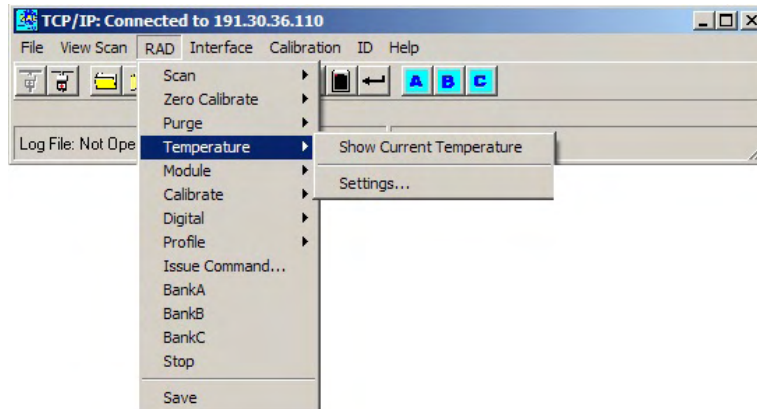 TCP/IP: Connected to 191.30.36.110
File View Scan RAD Interface Calibration ID Help
A B C
Log File: Not Ope
Scan
Zero Calibrate
Purge
Temperature
Module
Calibrate
Digital
Profile
Issue Command...
BankA
BankB
BankC
Stop
Save
Show Current Temperature
Settings...